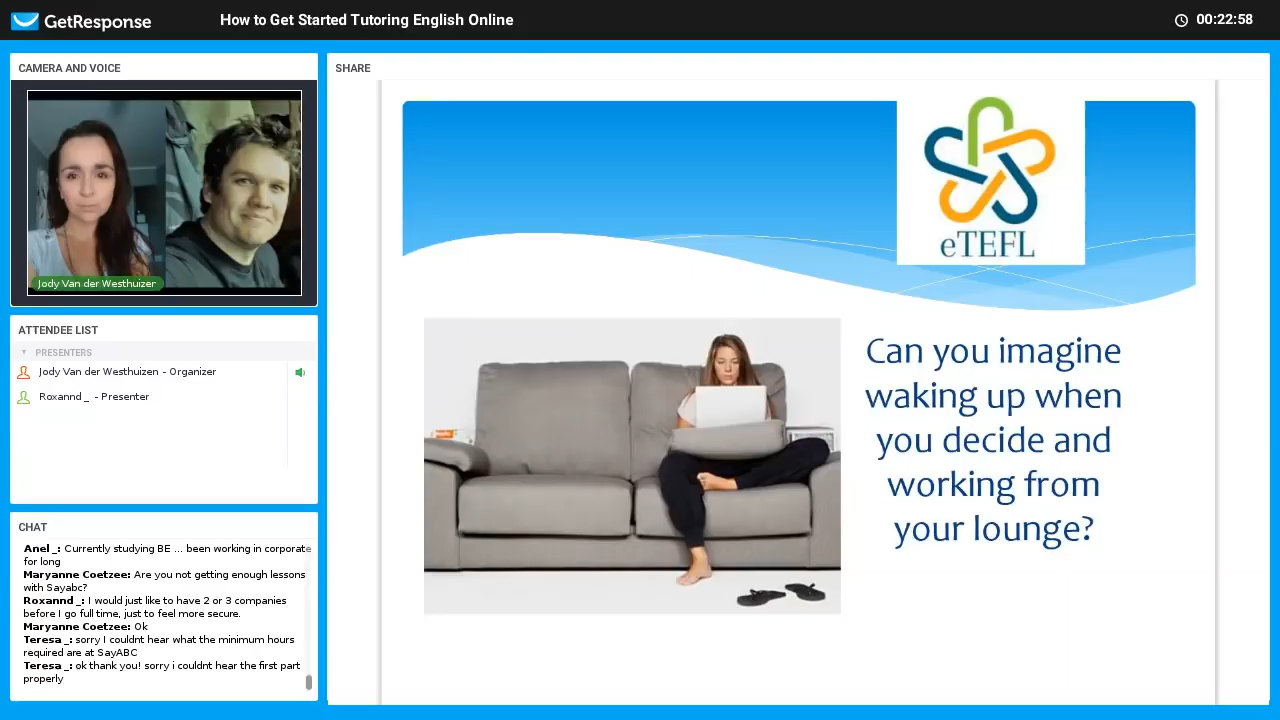 GetResponse
How to Get Started Tutoring English Online
00:22:58
CAMERA AND VOICE
Jody Van der Westhuizer
ATTENDEE LIST
PRESENTERS
Jody Van der Westhuizen - Organizer
Roxannd _ - Presenter
CHAT
Anel _: Currently studying BE ... been working in corporate
for long
Maryanne Coetzee: Are you not getting enough lessons
with Sayabc?
Roxannd _: I would just like to have 2 or 3 companies
before I go full time, just to feel more secure.
Maryanne Coetzee: Ok
Teresa _: sorry I couldnt hear what the minimum hours
required are at SayABC
Teresa _: ok thank you! sorry i couldnt hear the first part
properly
SHARE
eTEFL
Can you imagine
waking up when
you decide and
working from
your lounge?